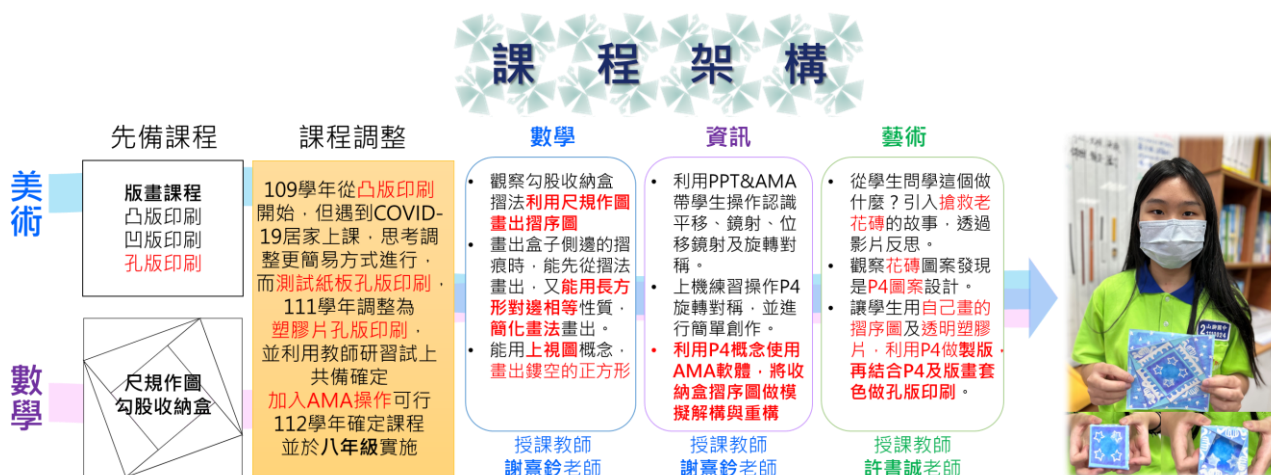 課程架構
先備課程
課程調整
美術
數學
版畫課程
凸版印刷
凹版印刷
孔版印刷
尺規作圖
勾股收納盒
109學年從凸版印刷
開始，但遇到COVID-
19居家上課，思考調
整更簡易方式進行，
而測試紙板孔版印刷，
111學年調整為
塑膠片孔版印刷，
並利用教師研習試上
共備確定
加入AMA操作可行
112學年確定課程
並於八年級實施
數學
• 觀察勾股收納盒
摺法利用尺規作圖
畫出摺序圖
• 畫出盒子側邊的摺
痕時，能先從摺法
畫出，又能用長方
形對邊相等性質，
簡化畫法畫出。
• 能用上視圖概念，
畫出鏤空的正方形
授課教師
謝熹鈐老師
資訊
• 利用PPT&AMA
帶學生操作認識
平移、鏡射、位
移鏡射及旋轉對
稱。
• 上機練習操作P4
旋轉對稱，並進
行簡單創作。
• 利用P4概念使用
AMA軟體，將收
納盒摺序圖做模
擬解構與重構
授課教師
謝熹鈐老師
藝術
• 從學生問學這個做
什麼？引入搶救老
花磚的故事，透過
影片反思。
• 觀察花磚圖案發現
是P4圖案設計。
• 讓學生用自己畫的
摺序圖及透明塑膠
片，利用P4做製版，
再結合P4及版畫套
色做孔版印刷。
授課教師
許書誠老師